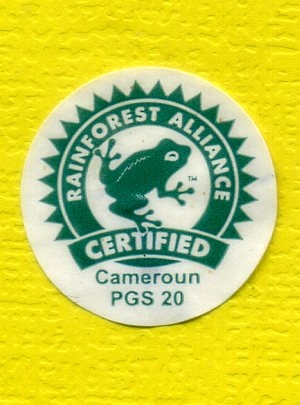 RAINFOREST ALLIANCE
TM
CERTIFIED
Cameroun
PGS 20